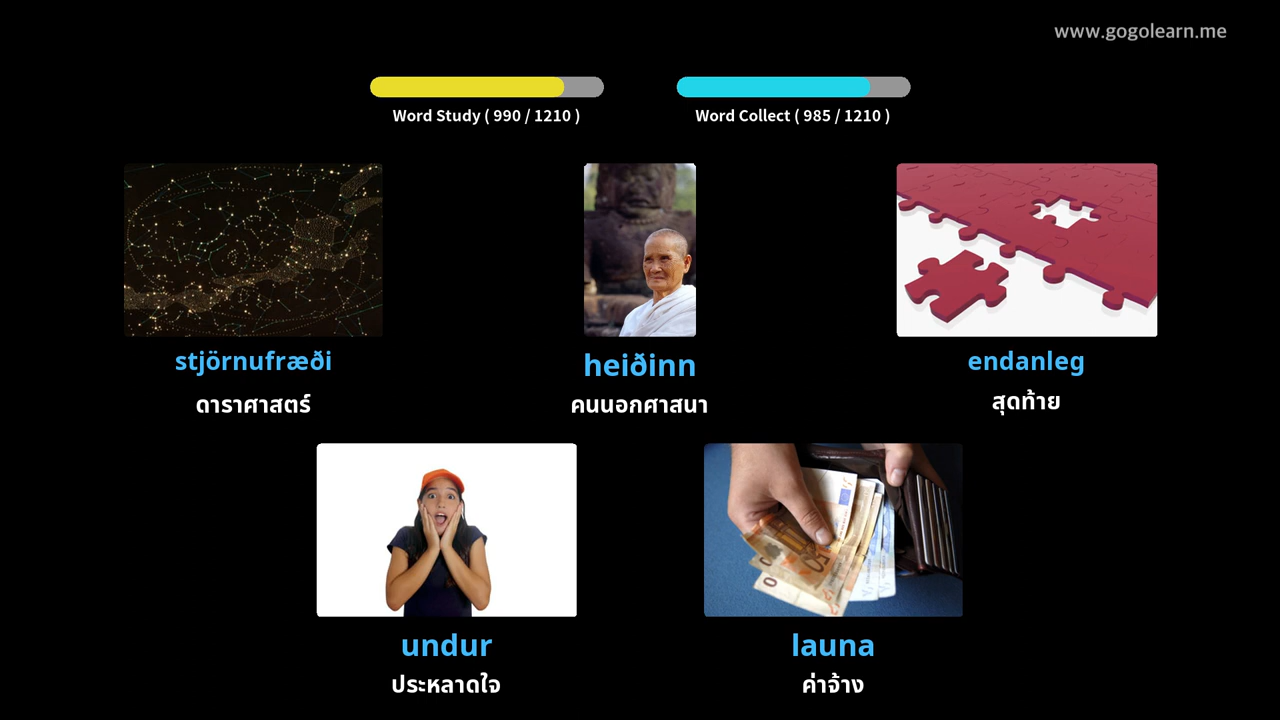 www.gogolearn.me
Word Study ( 990 / 1210 )
Word Collect ( 985 / 1210 )
stjörnufræði
ดาราศาสตร์
heiðinn
คนนอกศาสนา
endanleg
สุดท้าย
undur
ประหลาดใจ
launa
ค่าจ้าง